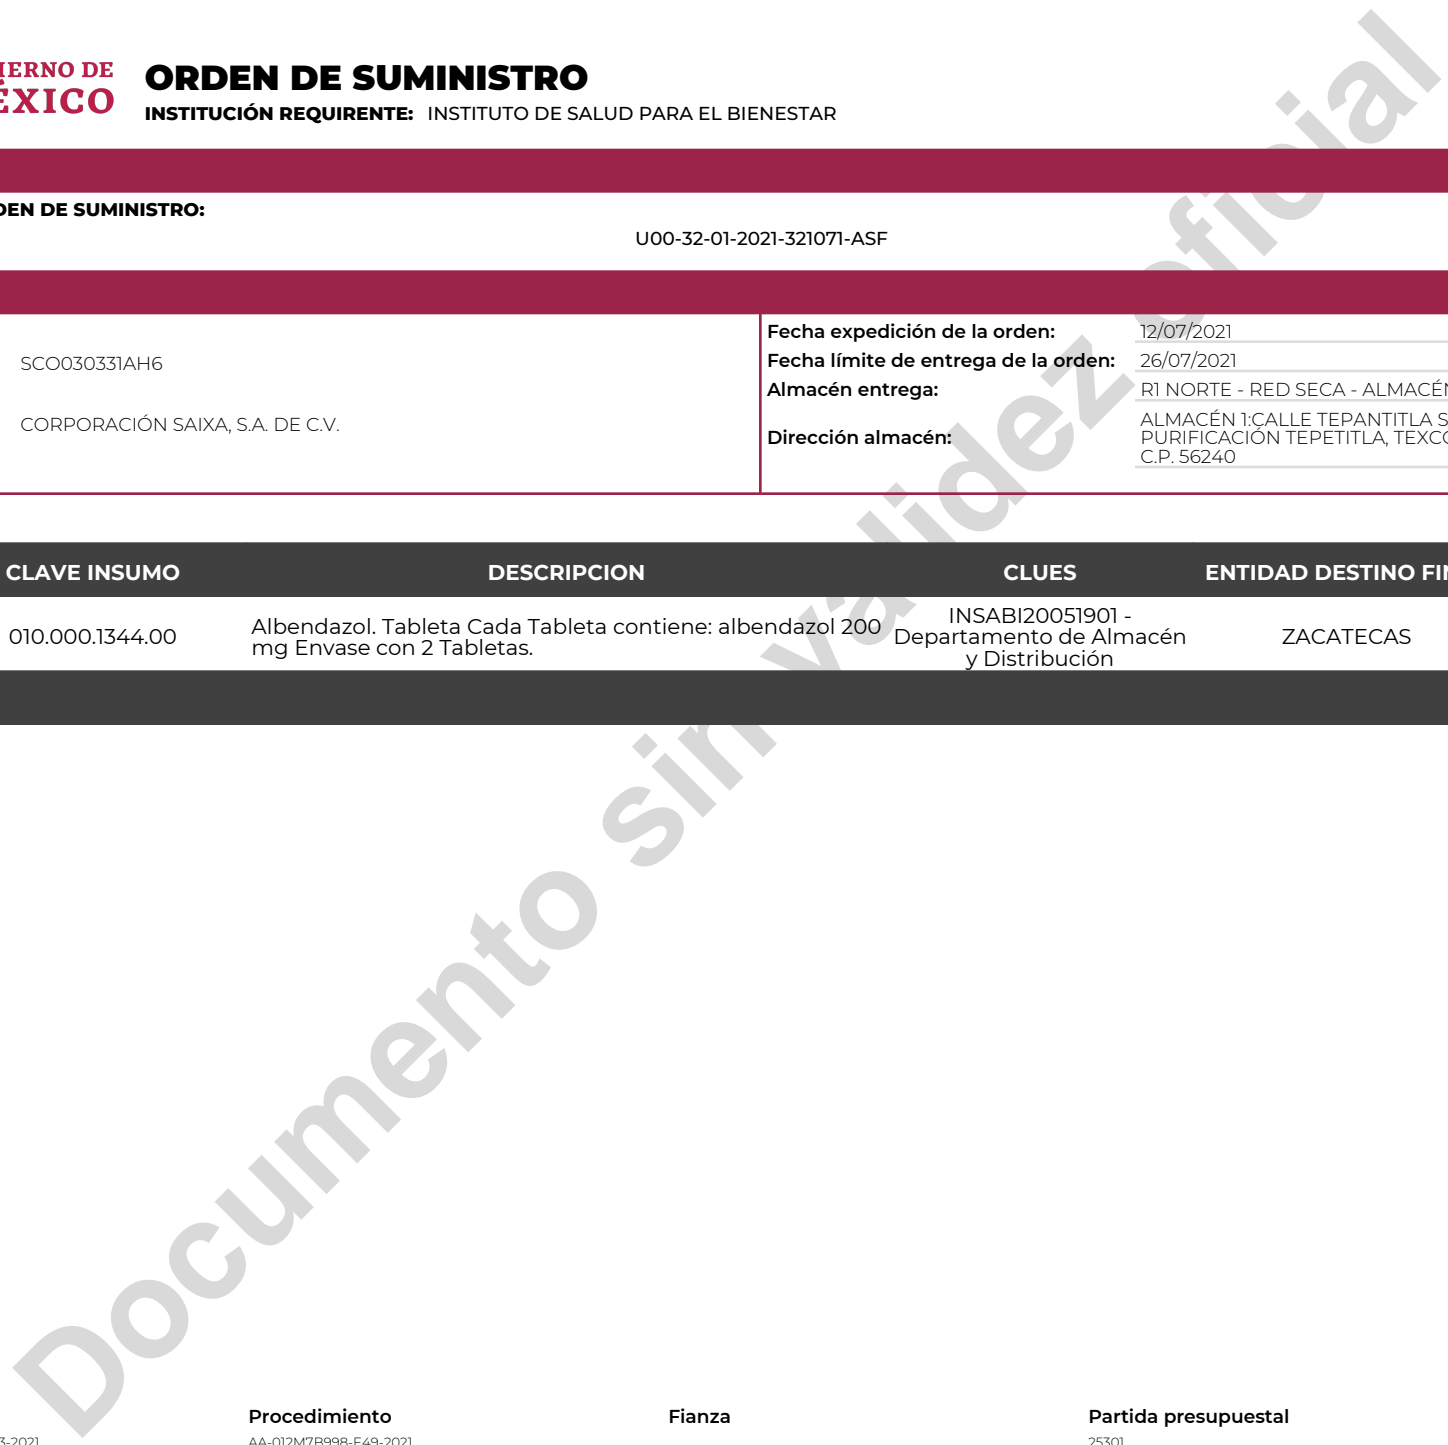 IERNO DE
ÉXICO
ORDEN DE SUMINISTRO
INSTITUCIÓN REQUIRENTE: INSTITUTO DE SALUD PARA EL BIENESTAR
DEN DE SUMINISTRO:
U00-32-01-2021-321071-ASF
SCO030331AH6
CORPORACIÓN SAIXA, S.A. DE C.V.
Fecha expedición de la orden: 12/07/2021
Fecha límite de entrega de la orden: 26/07/2021
Almacén entrega: R1 NORTE - RED SECA - ALMACÉN
Dirección almacén: ALMACÉN 1:CALLE TEPANTITLA S
PURIFICACIÓN TEPETITLA, TEXCO
C.P. 56240
CLAVE INSUMO DESCRIPCION CLUES ENTIDAD DESTINO FIN
010.000.1344.00
Albendazol. Tableta Cada Tableta contiene: albendazol 200
mg Envase con 2 Tabletas.
INSABI20051901 -
Departamento de Almacén
y Distribución
ZACATECAS
Documento sin validez oficial
Procedimiento Fianza Partida presupuestal
3-2021 AA-012M7B998-E49-2021 25301